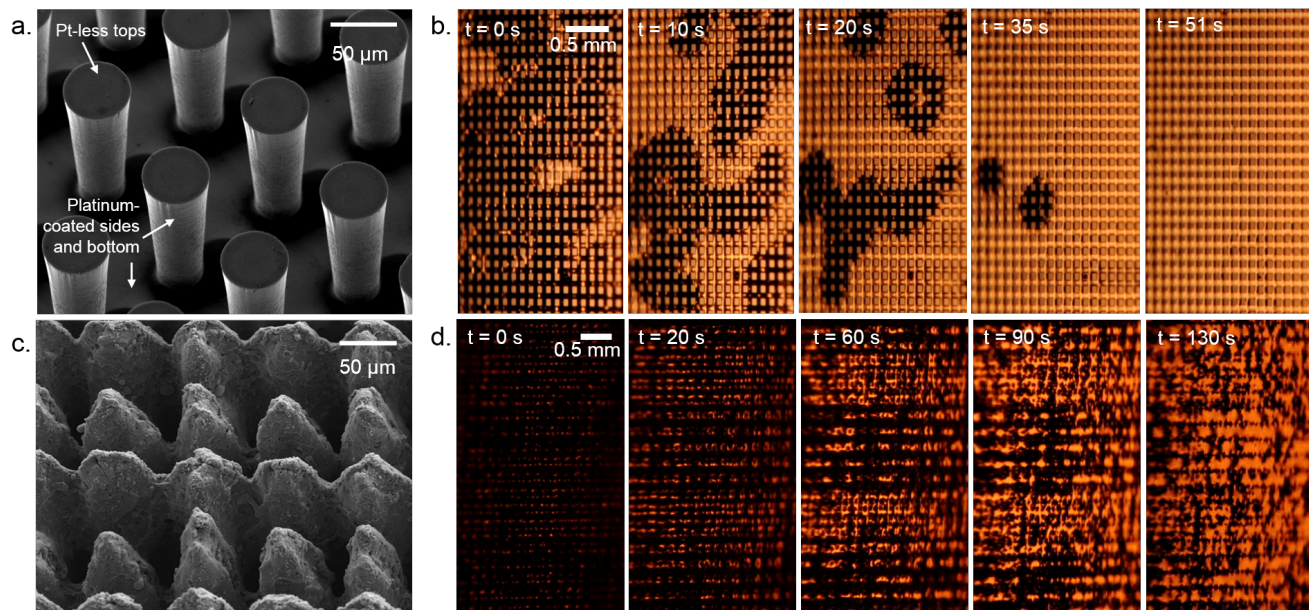 a.
Pt-less tops
50 µm
Platinum-
coated sides
and bottom
b.
t = 0 s
0.5 mm
t = 10 s
t = 20 s
t = 35 s
t = 51 s
c.
50 µm
d.
t = 0 s
0.5 mm
t = 20 s
t = 60 s
t = 90 s
t = 130 s